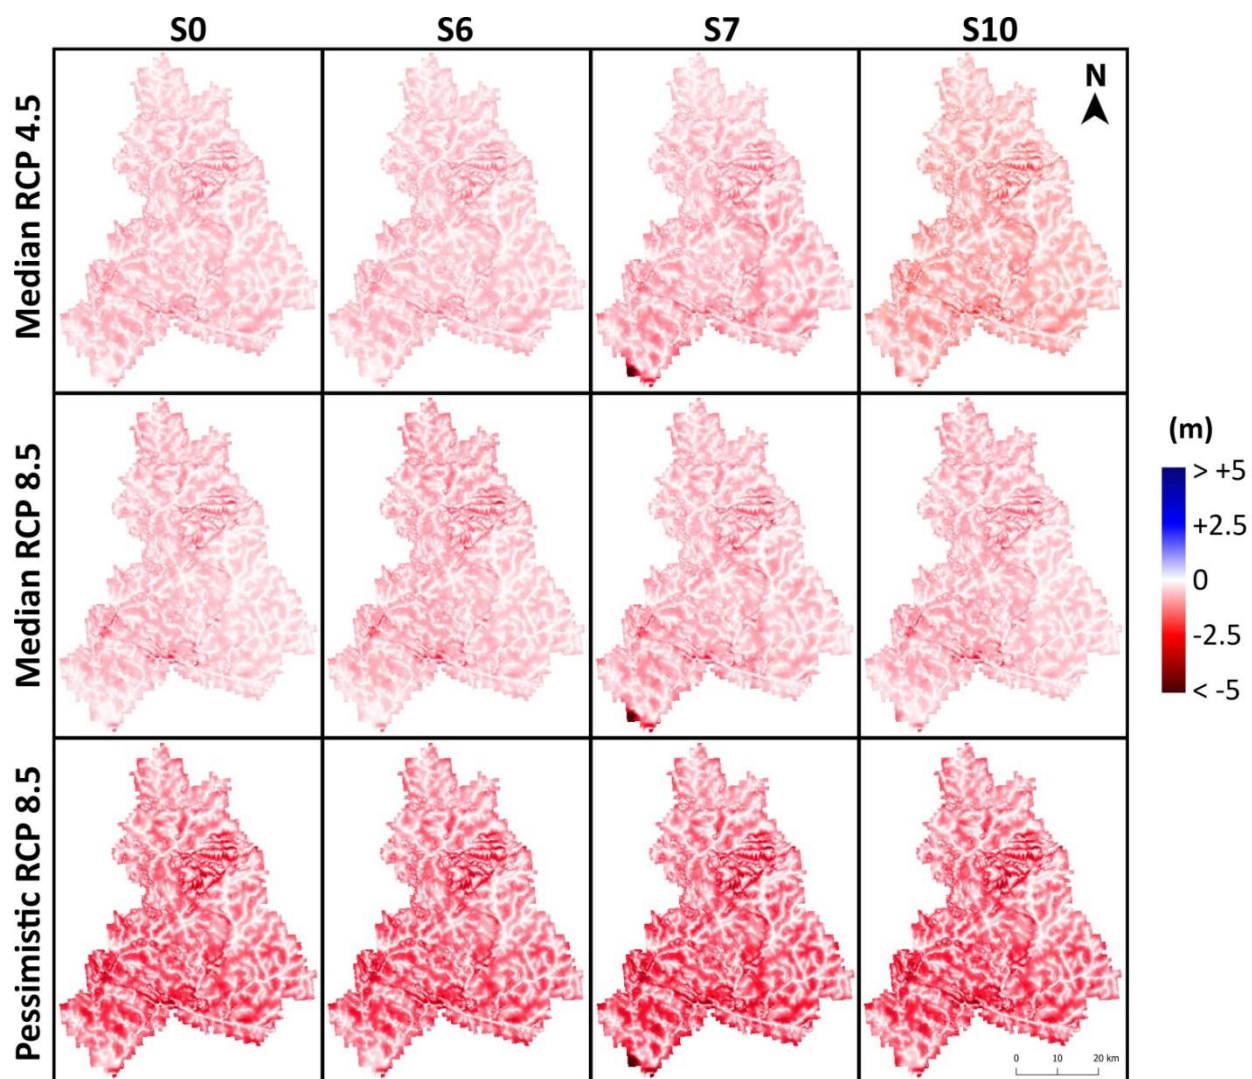 S0 S6 S7 S10
N
Median RCP 4.5
Median RCP 8.5
(m)
> +5
+2.5
0
-2.5
< -5
Pessimistic RCP 8.5
0 10 20 km